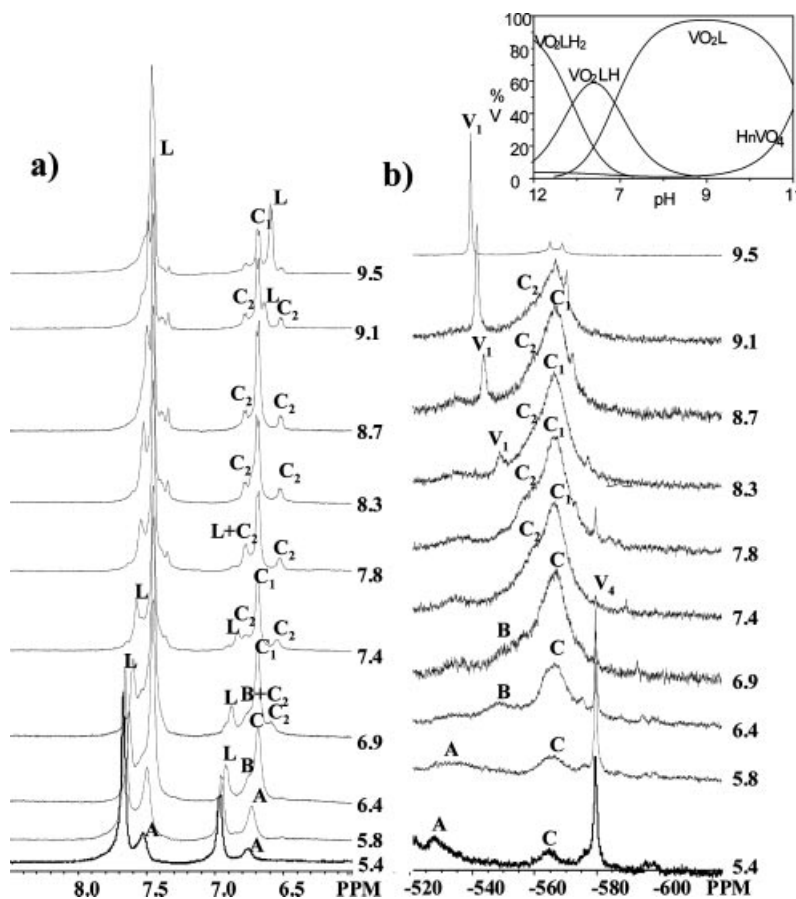 100
VO₂LH₂
VO₂L
80
VO₂LH
60
%
V
40
HnVO₄
20
0
12 7 9 11
pH
a)
L
C₁ L
9.5
C₂ L C₂
9.1
C₂ C₂
8.7
C₂ C₂
8.3
L+C₂ C₂
7.8
L C₁
L C₂ C₂
7.4
L C₁
L B+C₂
C C₂
6.9
L B
6.4
A
5.8
A A
5.4
8.0 7.5 7.0 6.5 PPM
b)
V₁
9.5
C₂ C₁
9.1
V₁ C₂ C₁
8.7
V₁ C₂ C₁
8.3
C₂ C₁
7.8
C₂ C V₄
7.4
B C
6.9
B C
6.4
A C
5.8
A C
5.4
-520 -540 -560 -580 -600 PPM